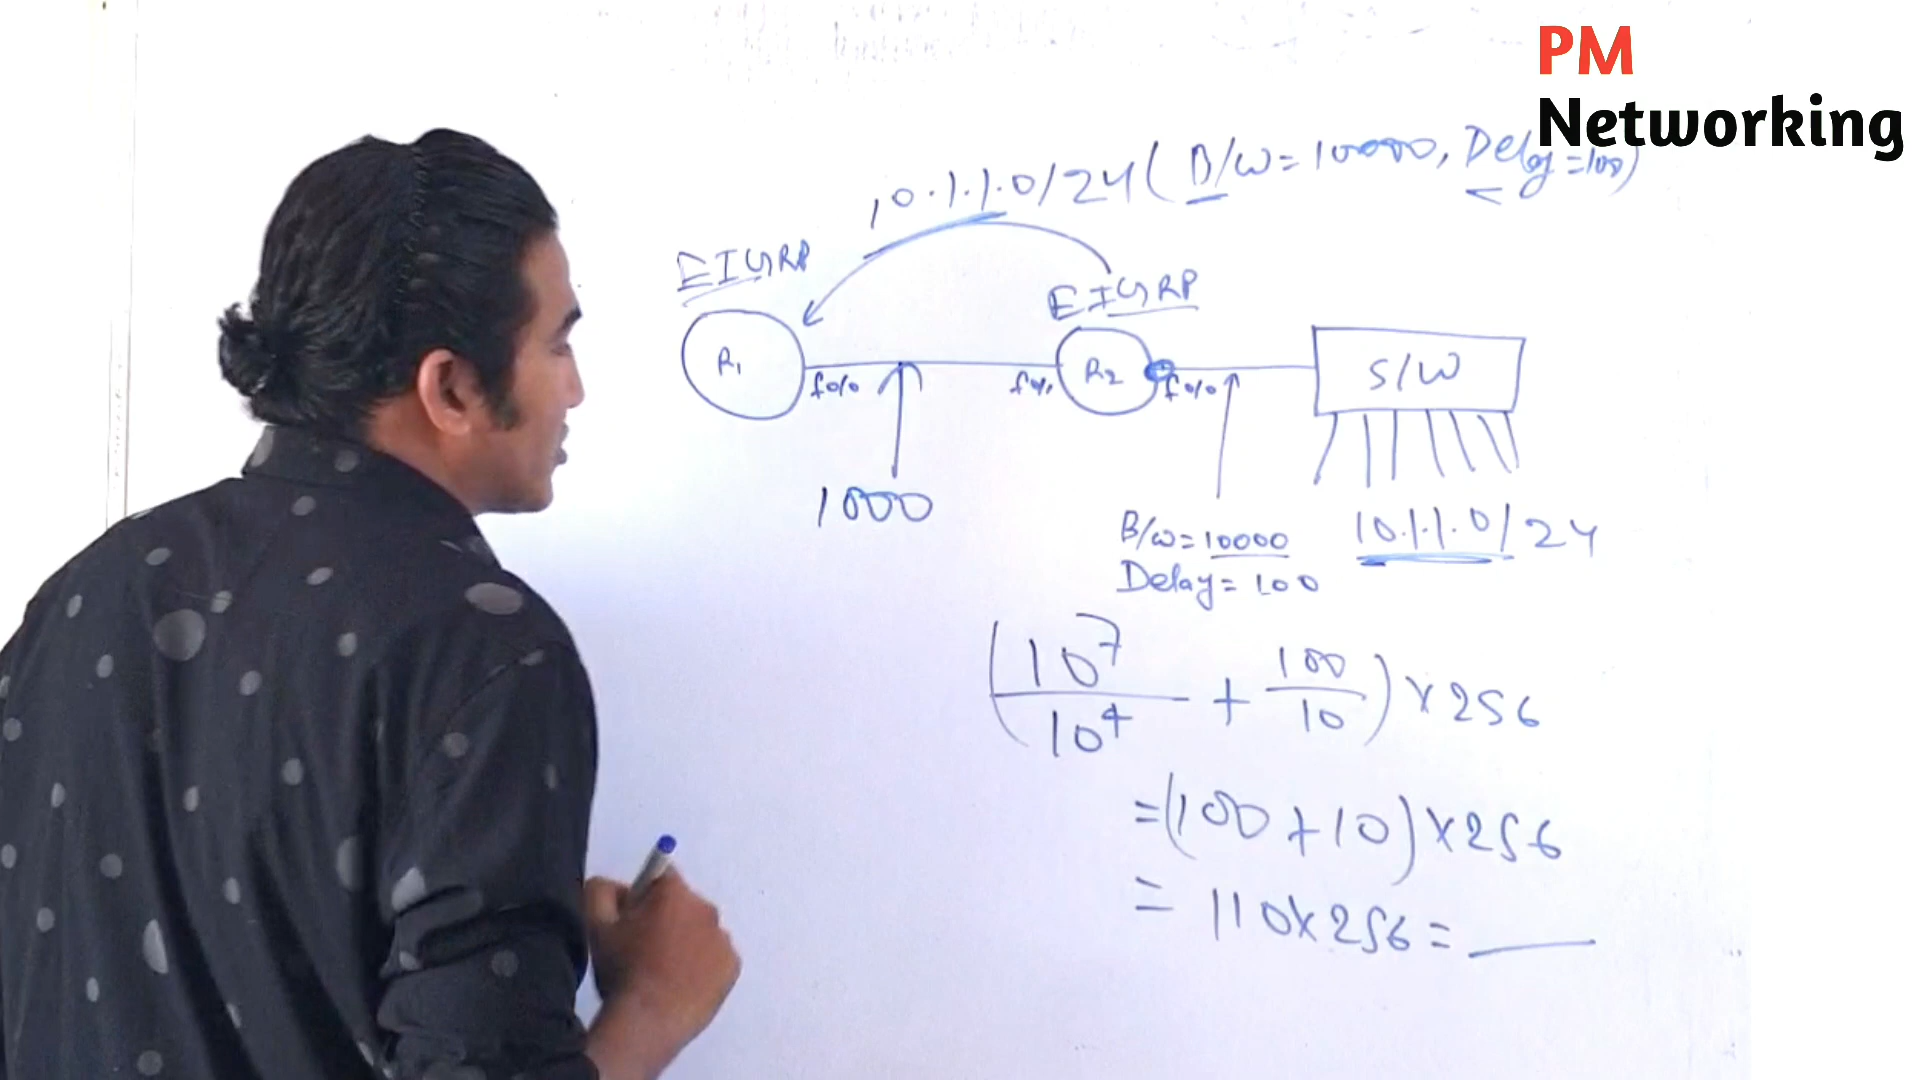 PM
Networking
10.1.1.0/24 ( B/W = 10000, Delay = 100)
EIGRP
EIGRP
R1
f0/0
R2
f0/0
S/W
1000
B/W = 10000
Delay = 100
10.1.1.0/24
(10^7/10^4 + 100/10) × 256
= (100 + 10) × 256
= 110 × 256 =